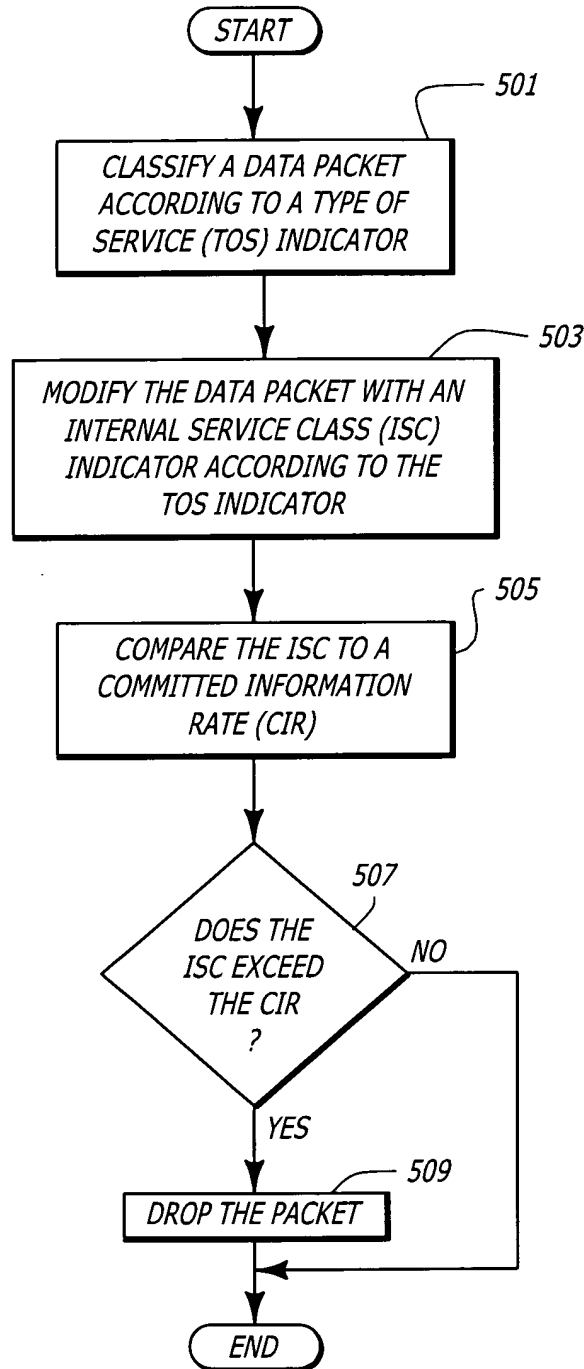 START
501
CLASSIFY A DATA PACKET
ACCORDING TO A TYPE OF
SERVICE (TOS) INDICATOR
503
MODIFY THE DATA PACKET WITH AN
INTERNAL SERVICE CLASS (ISC)
INDICATOR ACCORDING TO THE
TOS INDICATOR
505
COMPARE THE ISC TO A
COMMITTED INFORMATION
RATE (CIR)
507
DOES THE
ISC EXCEED
THE CIR
?
NO
YES
509
DROP THE PACKET
END